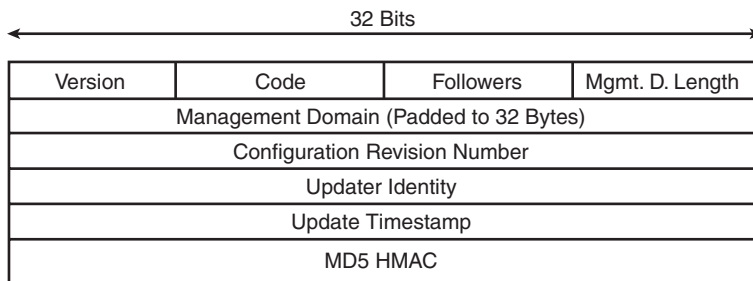 32 Bits
Version Code Followers Mgmt. D. Length
Management Domain (Padded to 32 Bytes)
Configuration Revision Number
Updater Identity
Update Timestamp
MD5 HMAC